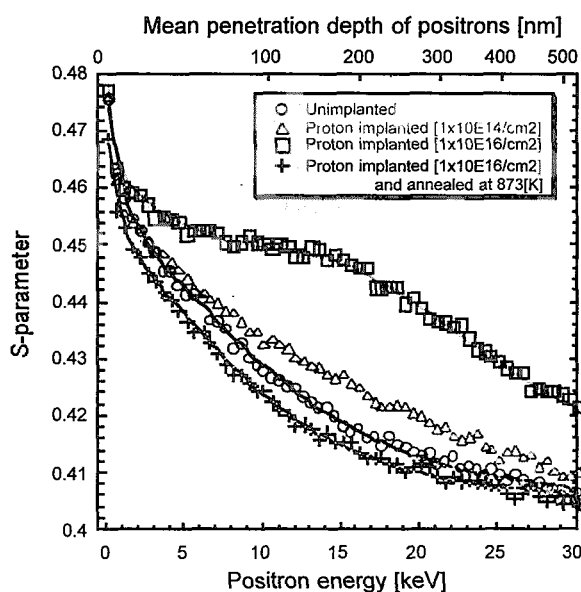 Mean penetration depth of positrons [nm]
0 100 200 300 400 500
0.48
0.47
0.46
0.45
0.44
0.43
0.42
0.41
0.4
S-parameter
Unimplanted
Proton implanted [1x10E14/cm2]
Proton implanted [1x10E16/cm2]
Proton implanted [1x10E16/cm2]
and annealed at 873[K]
0 5 10 15 20 25 30
Positron energy [keV]